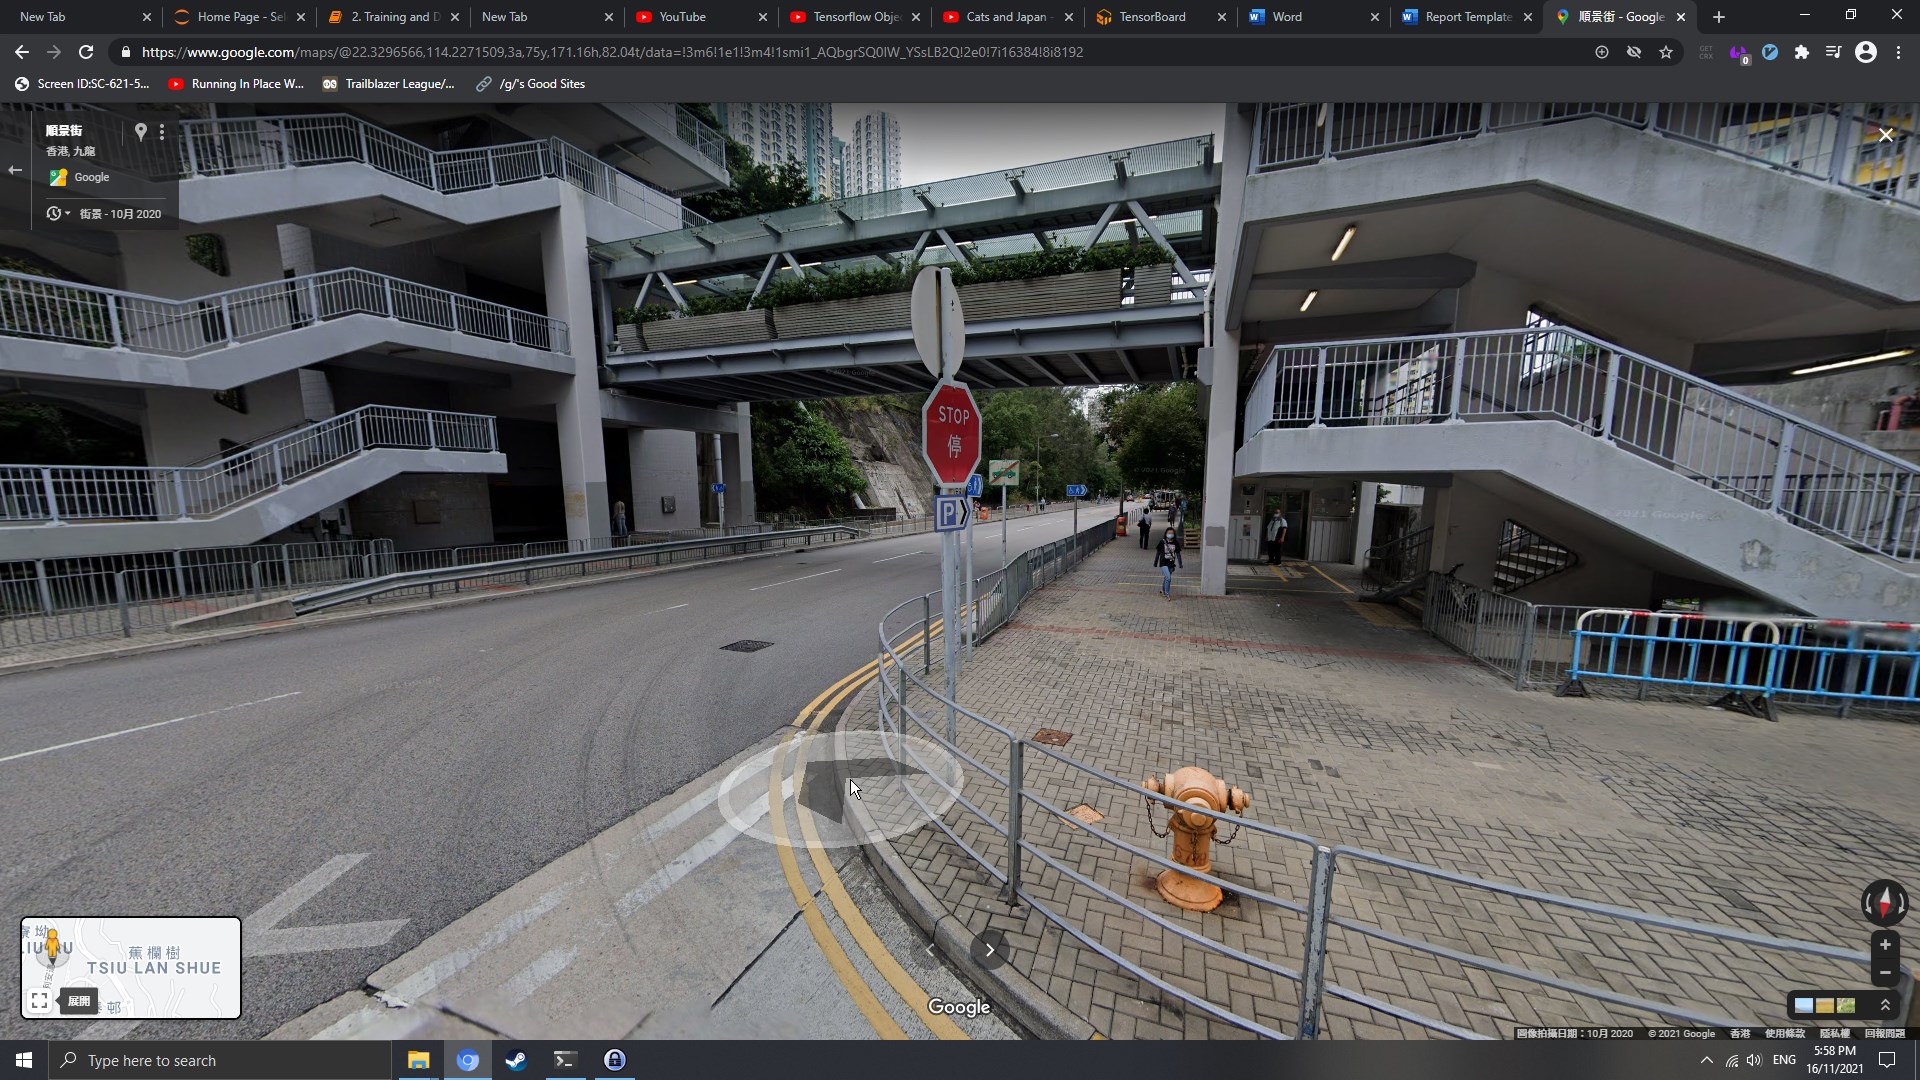 New Tab
Home Page - Sel
2. Training and D
New Tab
YouTube
Tensorflow Obje
Cats and Japan -
TensorBoard
Word
Report Template
順景街 - Google
https://www.google.com/maps/@22.3296566,114.2271509,3a,75y,171.16h,82.04t/data=!3m6!1e1!3m4!1smi1_AQbgrSQ0IW_YSsLB2Q!2e0!7i16384!8i8192
GET
CRX
0
Screen ID:SC-621-5...
Running In Place W...
Trailblazer League/...
/g/'s Good Sites
順景街
香港, 九龍
Google
街景 - 10月 2020
STOP
停
P
© 2021 Google
蕉欄樹
TSIU LAN SHUE
展開
Google
圖像拍攝日期：10月 2020
© 2021 Google
香港
使用條款
隱私權
回報問題
Type here to search
ENG
5:58 PM
16/11/2021